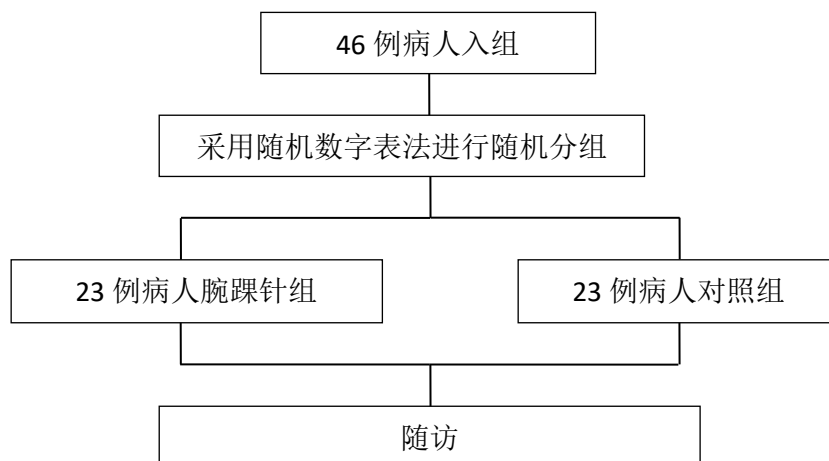 46 例病人入组
采用随机数字表法进行随机分组
23 例病人腕踝针组
23 例病人对照组
随访